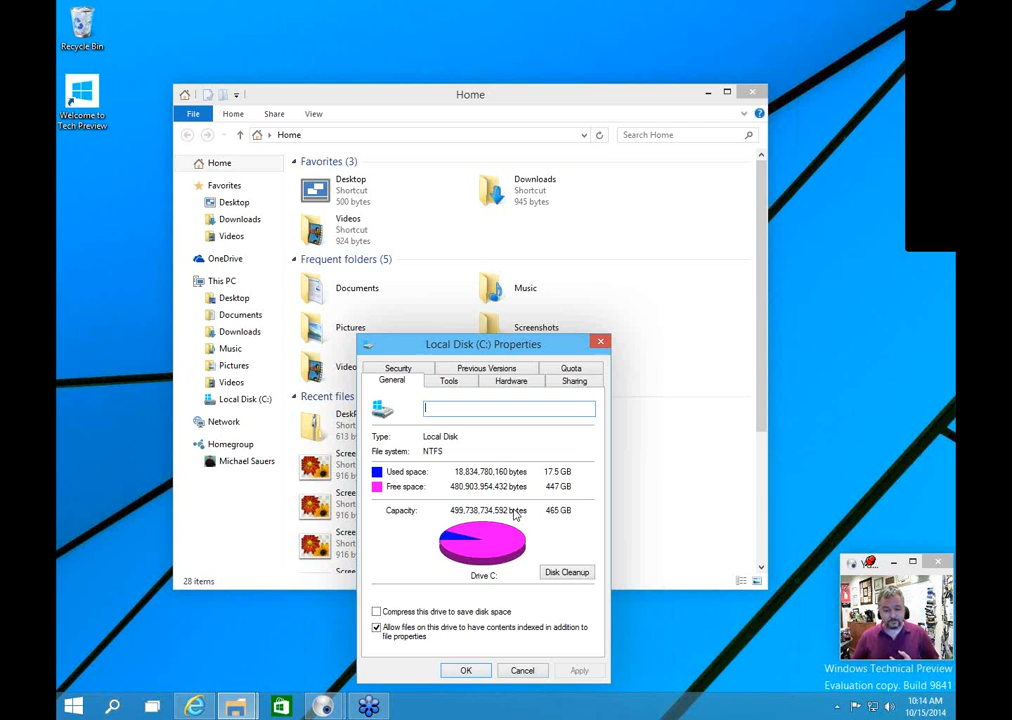 Recycle Bin
Welcome to
Tech Preview
Home
File
Home
Share
View
Home
Search Home
Home
Favorites
Desktop
Downloads
Videos
OneDrive
This PC
Desktop
Documents
Downloads
Music
Pictures
Videos
Local Disk (C:)
Network
Homegroup
Michael Sauers
Favorites (3)
Desktop
Shortcut
500 bytes
Downloads
Shortcut
945 bytes
Videos
Shortcut
924 bytes
Frequent folders (5)
Documents
Music
Pictures
Screenshots
Recent files
613 b
916 b
916 b
916 b
28 items
Local Disk (C:) Properties
Security
Previous Versions
Quota
General
Tools
Hardware
Sharing
Type: Local Disk
File system: NTFS
Used space: 18,834,780,160 bytes 17.5 GB
Free space: 480,903,954,432 bytes 447 GB
Capacity: 499,738,734,592 bytes 465 GB
Drive C:
Disk Cleanup
Compress this drive to save disk space
Allow files on this drive to have contents indexed in addition to
file properties
OK
Cancel
Apply
Windows Technical Preview
Evaluation copy. Build 9841
10:14 AM
10/15/2014